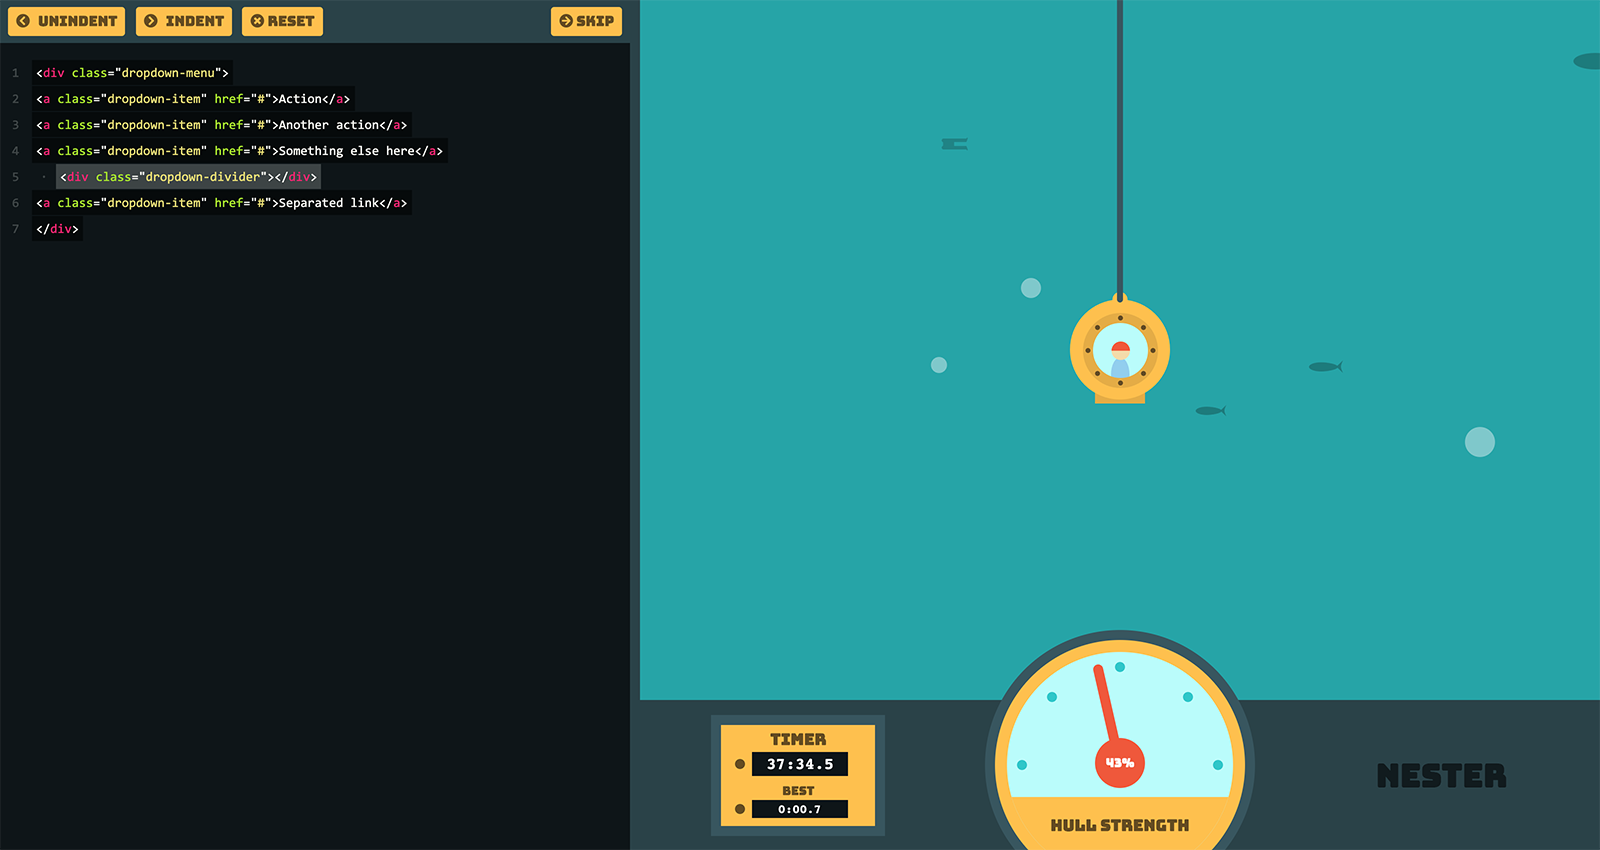 UNINDENT INDENT RESET SKIP
1 <div class="dropdown-menu">
2 <a class="dropdown-item" href="#">Action</a>
3 <a class="dropdown-item" href="#">Another action</a>
4 <a class="dropdown-item" href="#">Something else here</a>
5 · <div class="dropdown-divider"></div>
6 <a class="dropdown-item" href="#">Separated link</a>
7 </div>
TIMER
37:34.5
BEST
0:00.7
43%
HULL STRENGTH
NESTER